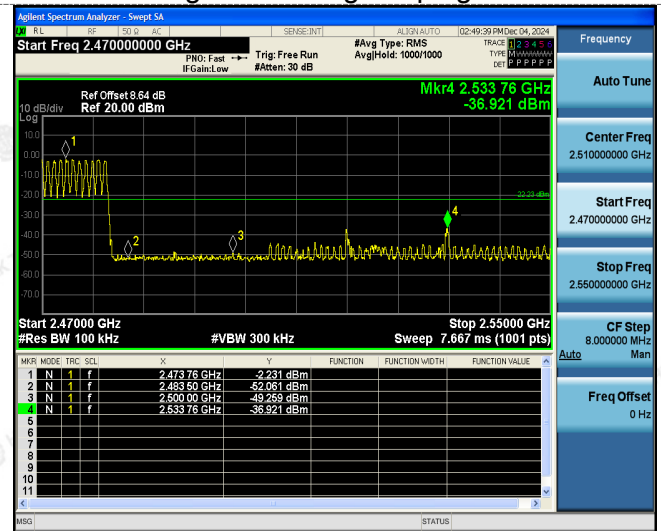 Agilent Spectrum Analyzer - Swept SA
LXI RL RF 50 Ω AC SENSE:INT ALIGN AUTO 02:49:39 PM Dec 04, 2024
Start Freq 2.470000000 GHz
PNO: Fast
IFGain:Low
Trig: Free Run
#Atten: 30 dB
#Avg Type: RMS
Avg|Hold: 1000/1000
TRACE 1 2 3 4 5 6
TYPE M W W W W W
DET P P P P P P
Ref Offset 8.64 dB
10 dB/div Ref 20.00 dBm
Log
Mkr4 2.533 76 GHz
-36.921 dBm
10.0
0.00
-10.0
-20.0
-30.0
-40.0
-50.0
-60.0
-70.0
1
2
3
4
-22.23 dBm
Start 2.47000 GHz Stop 2.55000 GHz
#Res BW 100 kHz #VBW 300 kHz Sweep 7.667 ms (1001 pts)
MKR MODE TRC SCL X Y FUNCTION FUNCTION WIDTH FUNCTION VALUE
1 N 1 f 2.473 76 GHz -2.231 dBm
2 N 1 f 2.483 50 GHz -52.061 dBm
3 N 1 f 2.500 00 GHz -49.259 dBm
4 N 1 f 2.533 76 GHz -36.921 dBm
5
6
7
8
9
10
11
MSG STATUS
Frequency
Auto Tune
Center Freq
2.510000000 GHz
Start Freq
2.470000000 GHz
Stop Freq
2.550000000 GHz
CF Step
8.000000 MHz
Auto Man
Freq Offset
0 Hz